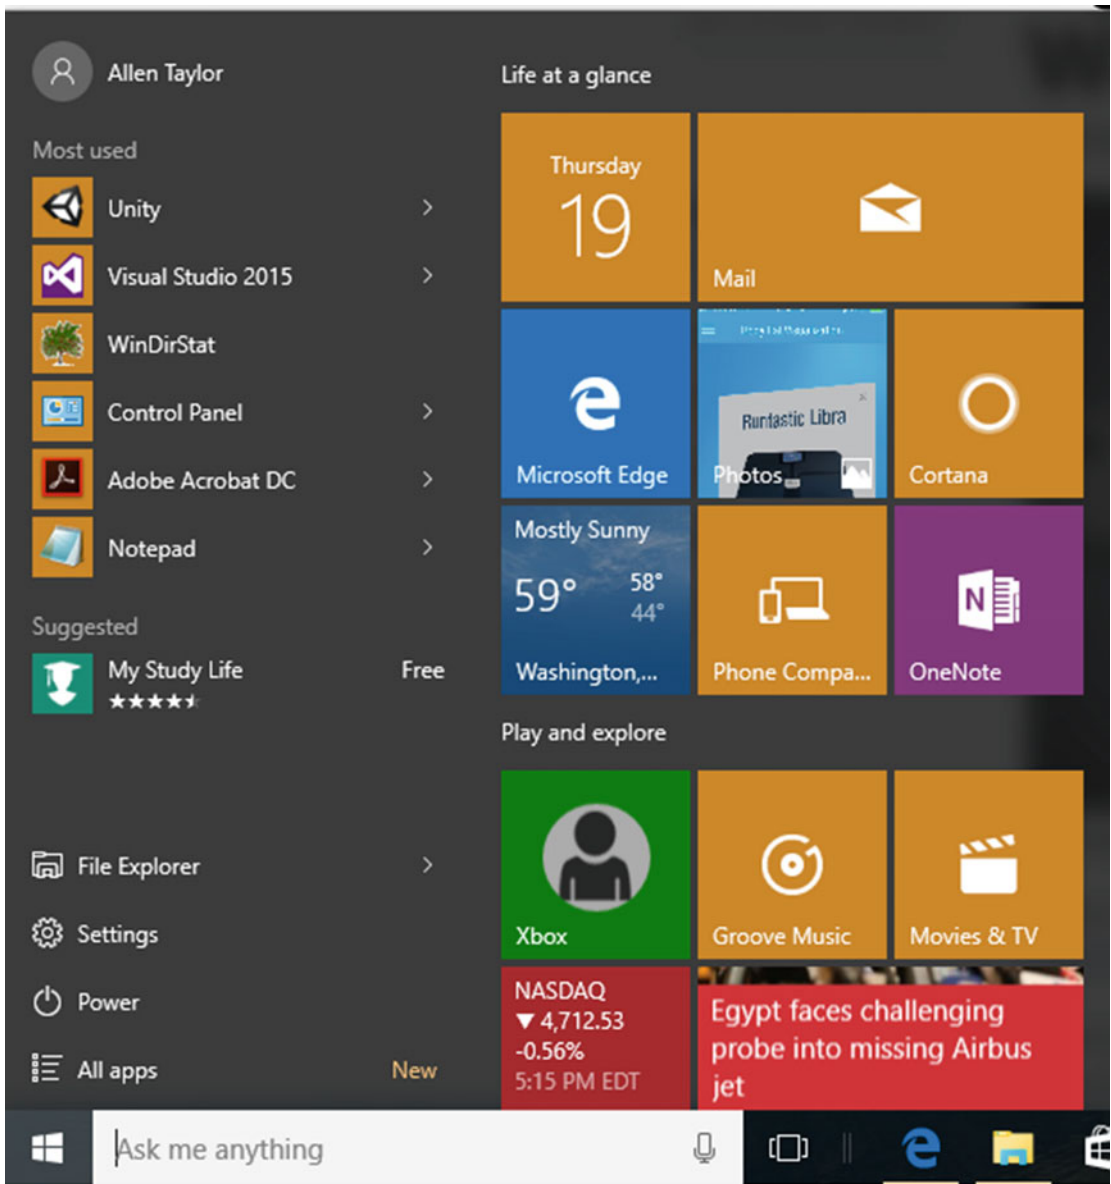 Allen Taylor
Most used
Unity
Visual Studio 2015
WinDirStat
Control Panel
Adobe Acrobat DC
Notepad
Suggested
My Study Life Free
File Explorer
Settings
Power
All apps New
Life at a glance
Thursday
19
Mail
Microsoft Edge
Runtastic Libra
Photos
Cortana
Mostly Sunny
59° 58°
44°
Washington,...
Phone Compa...
N
OneNote
Play and explore
Xbox
Groove Music
Movies & TV
NASDAQ
▼ 4,712.53
-0.56%
5:15 PM EDT
Egypt faces challenging
probe into missing Airbus
jet
Ask me anything